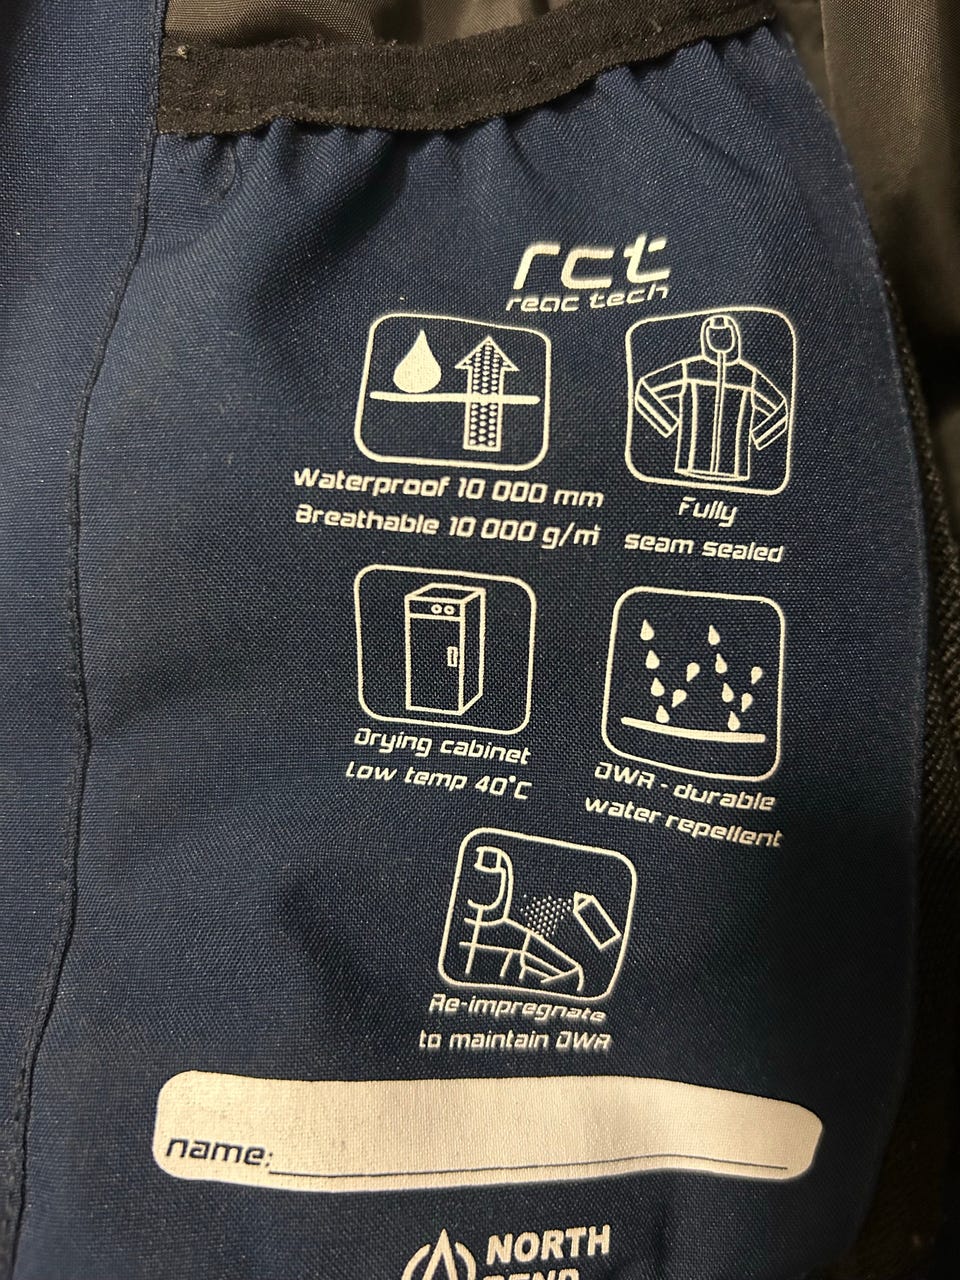 rct
reac tech
Waterproof 10 000 mm
Breathable 10 000 g/m²
Fully
seam sealed
Drying cabinet
Low temp 40°C
DWR - durable
water repellent
Re-impregnate
to maintain DWR
name:
NORTH
BEND